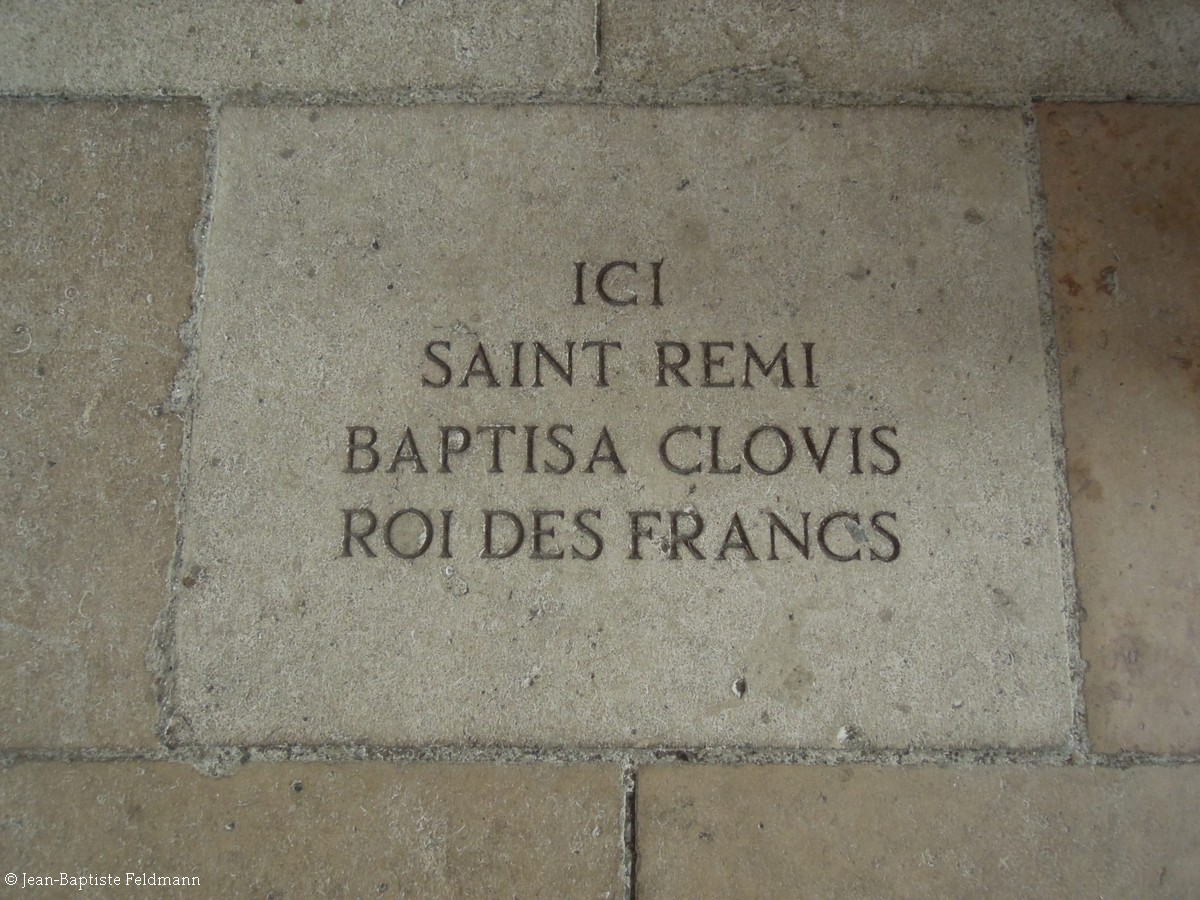 ICI
SAINT REMI
BAPTISA CLOVIS
ROI DES FRANCS
© Jean-Baptiste Feldmann